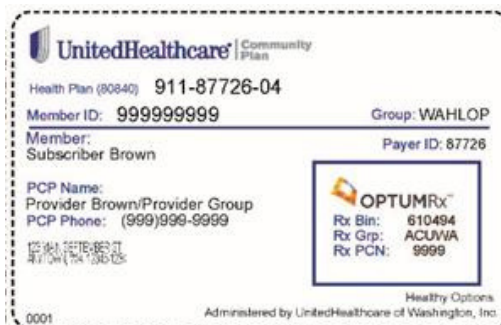 UnitedHealthcare Community Plan
Health Plan (80840) 911-87726-04
Member ID: 999999999 Group: WAHLOP
Member: Payer ID: 87726
Subscriber Brown
PCP Name:
Provider Brown/Provider Group
PCP Phone: (999)999-9999
OPTUMRx™
Rx Bin: 610494
Rx Grp: ACUWA
Rx PCN: 9999
Healthy Options
0001 Administered by UnitedHealthcare of Washington, Inc.